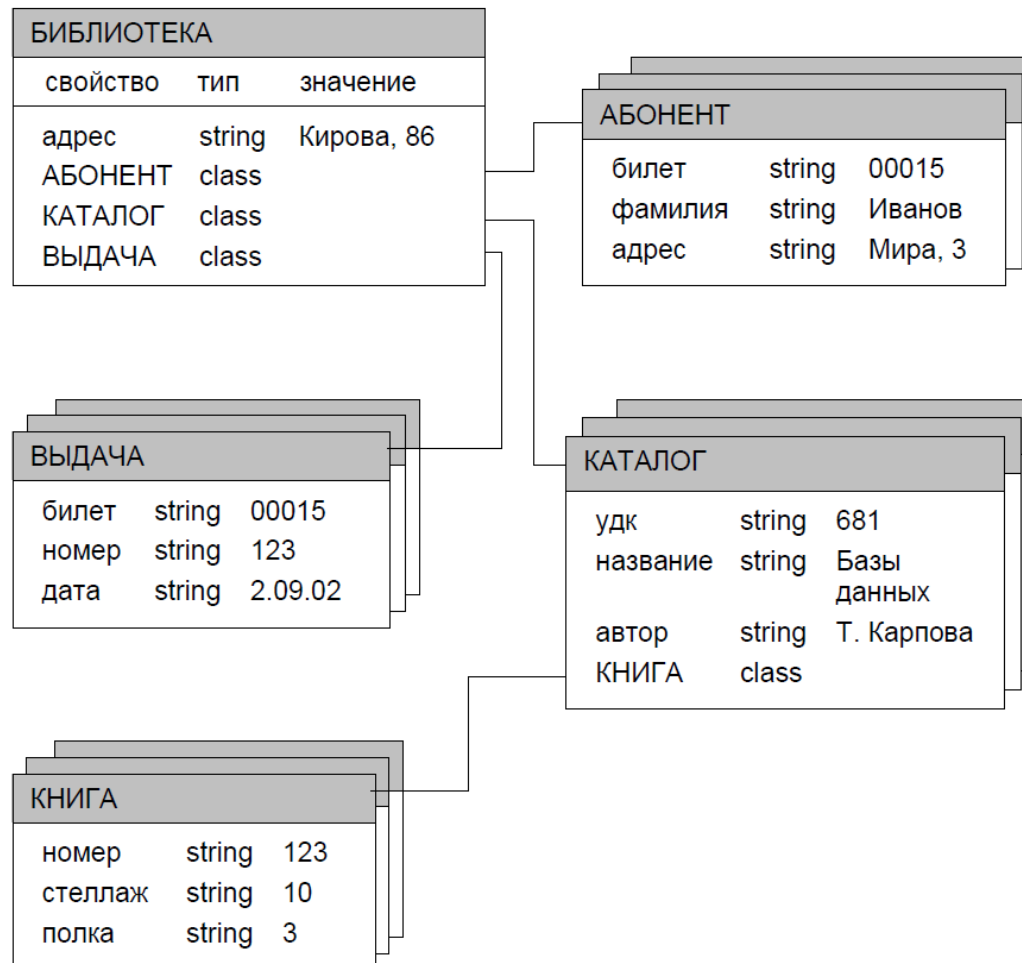 БИБЛИОТЕКА
свойство тип значение
адрес string Кирова, 86
АБОНЕНТ class
КАТАЛОГ class
ВЫДАЧА class
АБОНЕНТ
билет string 00015
фамилия string Иванов
адрес string Мира, 3
ВЫДАЧА
билет string 00015
номер string 123
дата string 2.09.02
КАТАЛОГ
удк string 681
название string Базы
данных
автор string Т. Карпова
КНИГА class
КНИГА
номер string 123
стеллаж string 10
полка string 3